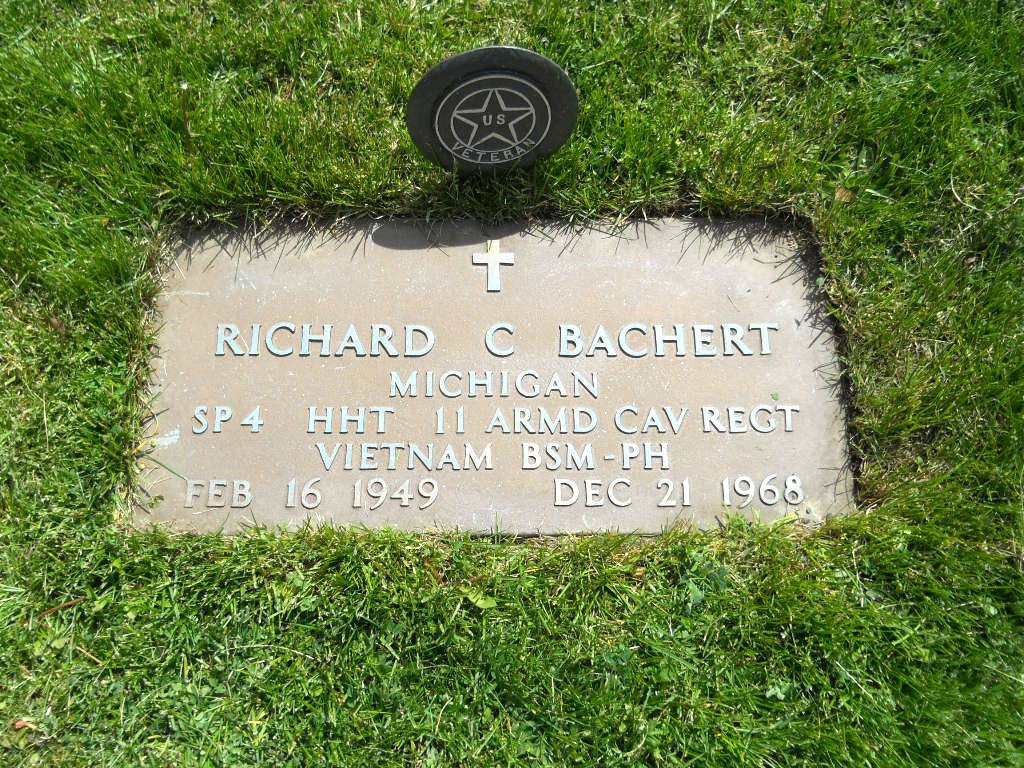 US
VETERAN
RICHARD C BACHERT
MICHIGAN
SP4 HHT 11 ARMD CAV REGT
VIETNAM BSM-PH
FEB 16 1949 DEC 21 1968